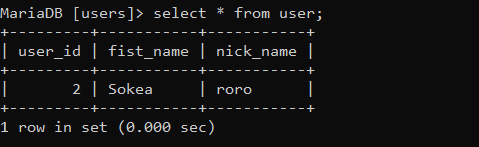 MariaDB [users]> select * from user;
+---------+-----------+-----------+
| user_id | fist_name | nick_name |
+---------+-----------+-----------+
|       2 | Sokea     | roro      |
+---------+-----------+-----------+
1 row in set (0.000 sec)